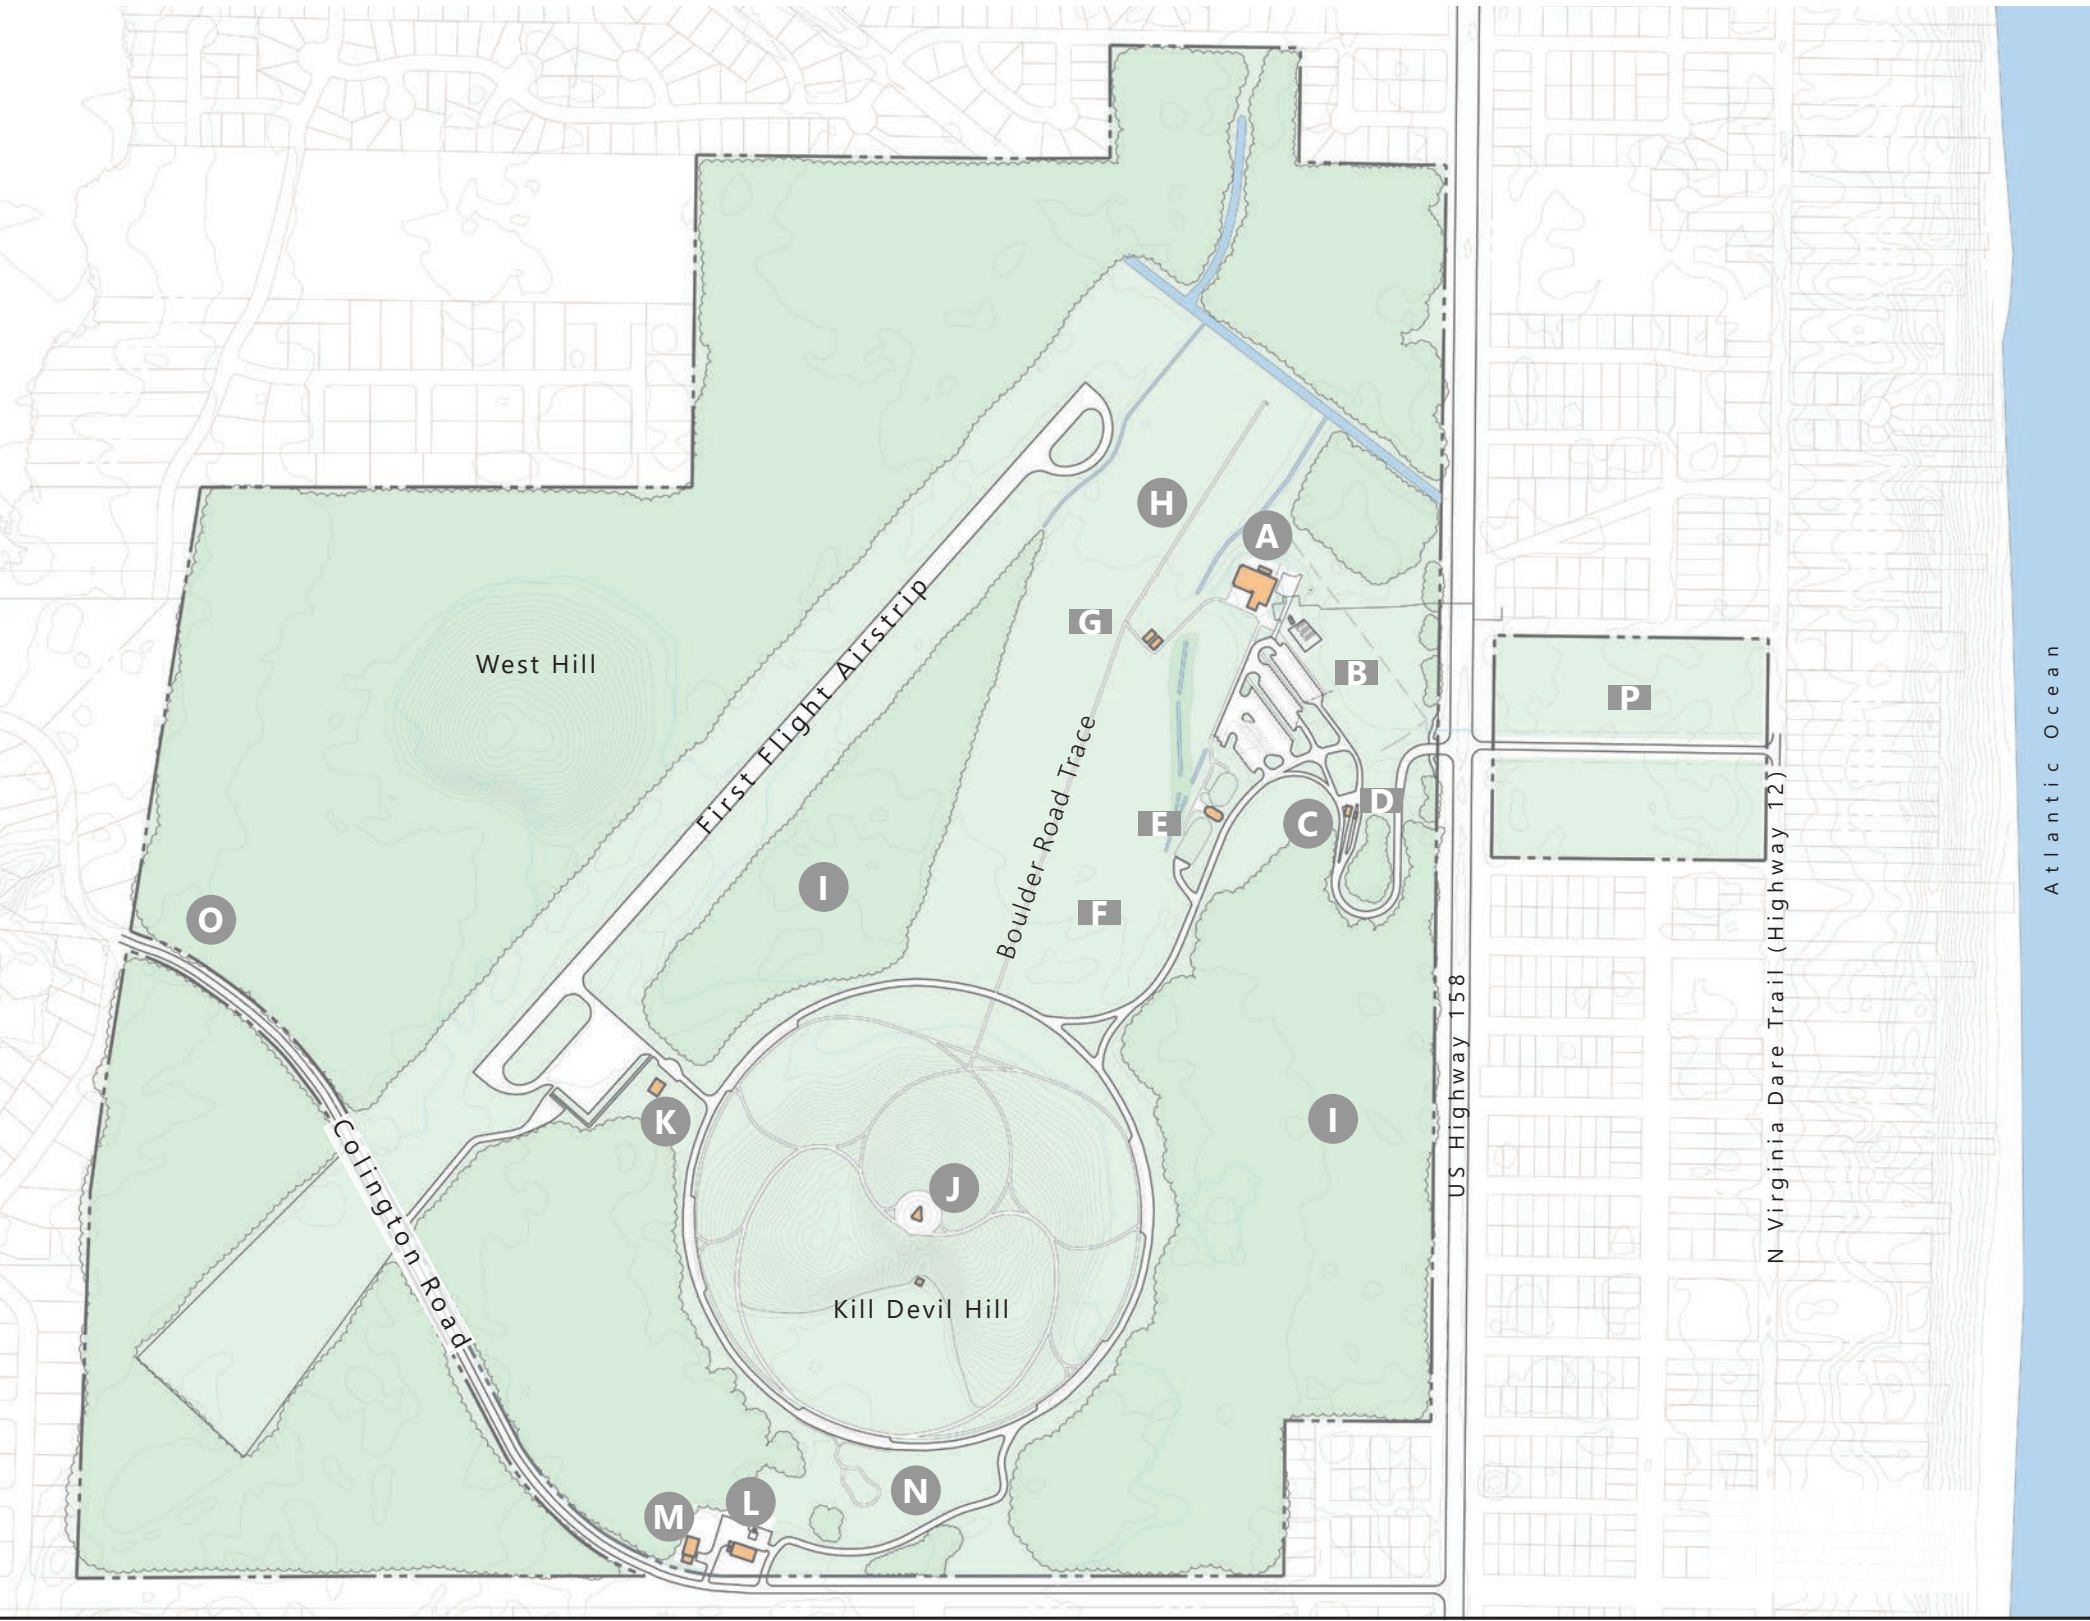 H
A
G
West Hill
B
P
First Flight Airstrip
Atlantic Ocean
Boulder Road Trace
D
E
C
I
F
O
N Virginia Dare Trail (Highway 12)
US Highway 158
K
I
Colington Road
J
Kill Devil Hill
N
L
M